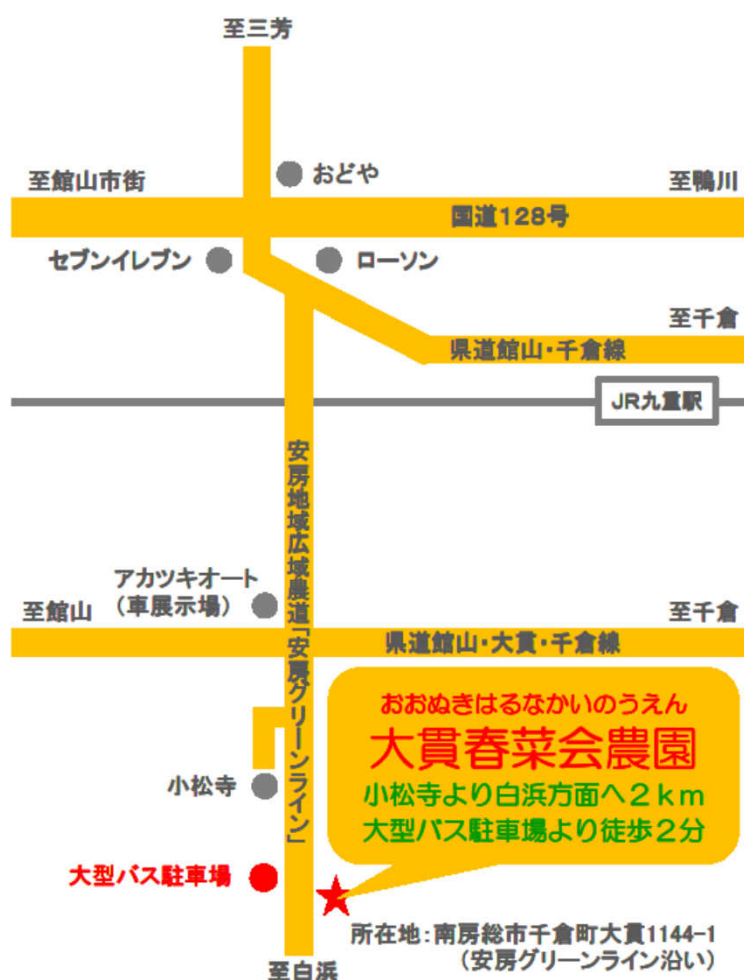 至三芳
おどや
至館山市街
至鴨川
国道128号
セブンイレブン
ローソン
至千倉
県道館山・千倉線
JR九重駅
安房地域広域農道「安房グリーンライン」
アカツキオート
（車展示場）
至館山
至千倉
県道館山・大貫・千倉線
おおぬきはるなかいのうえん
大貫春菜会農園
小松寺より白浜方面へ2km
大型バス駐車場より徒歩2分
小松寺
大型バス駐車場
所在地:南房総市千倉町大貫1144-1
（安房グリーンライン沿い）
至白浜